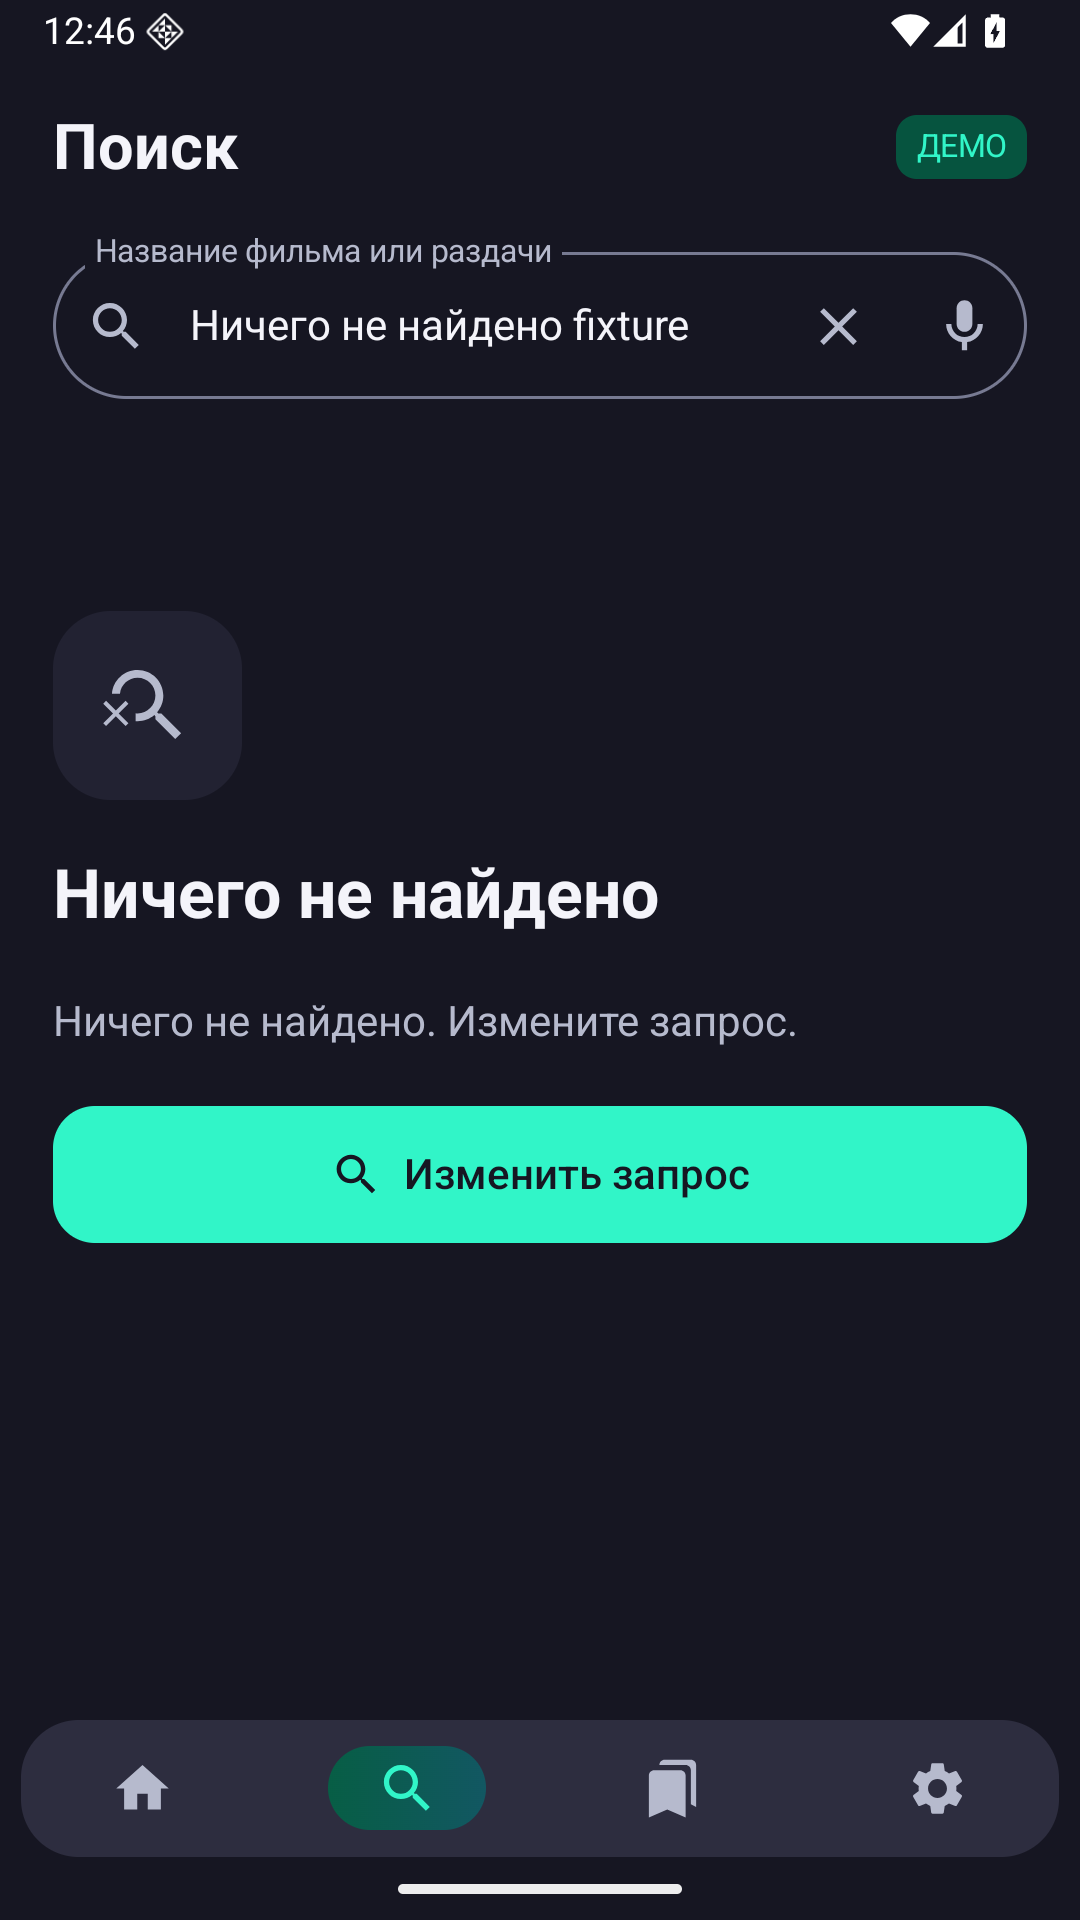 12:46
Поиск
ДЕМО
Название фильма или раздачи
Ничего не найдено fixture
Ничего не найдено
Ничего не найдено. Измените запрос.
Изменить запрос